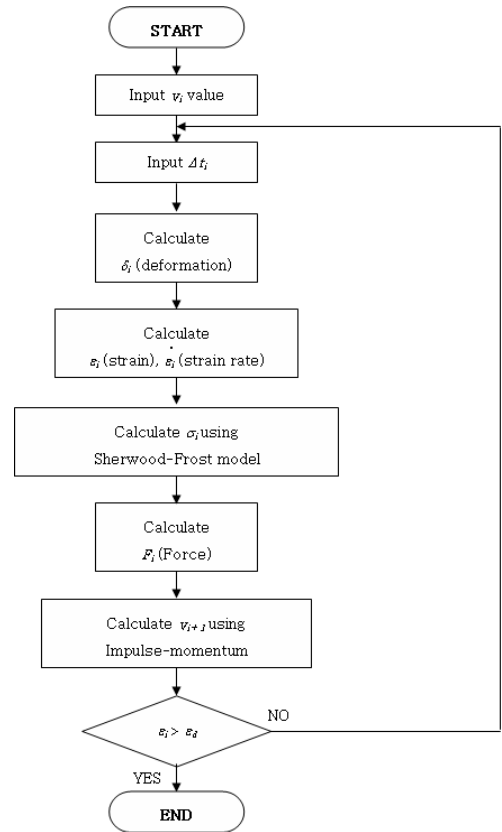 START
Input vᵢ value
Input Δtᵢ
Calculate
δᵢ (deformation)
Calculate
εᵢ (strain), ε̇ᵢ (strain rate)
Calculate σᵢ using
Sherwood-Frost model
Calculate
Fᵢ (Force)
Calculate vᵢ₊₁ using
Impulse-momentum
εᵢ > ε_d
NO
YES
END